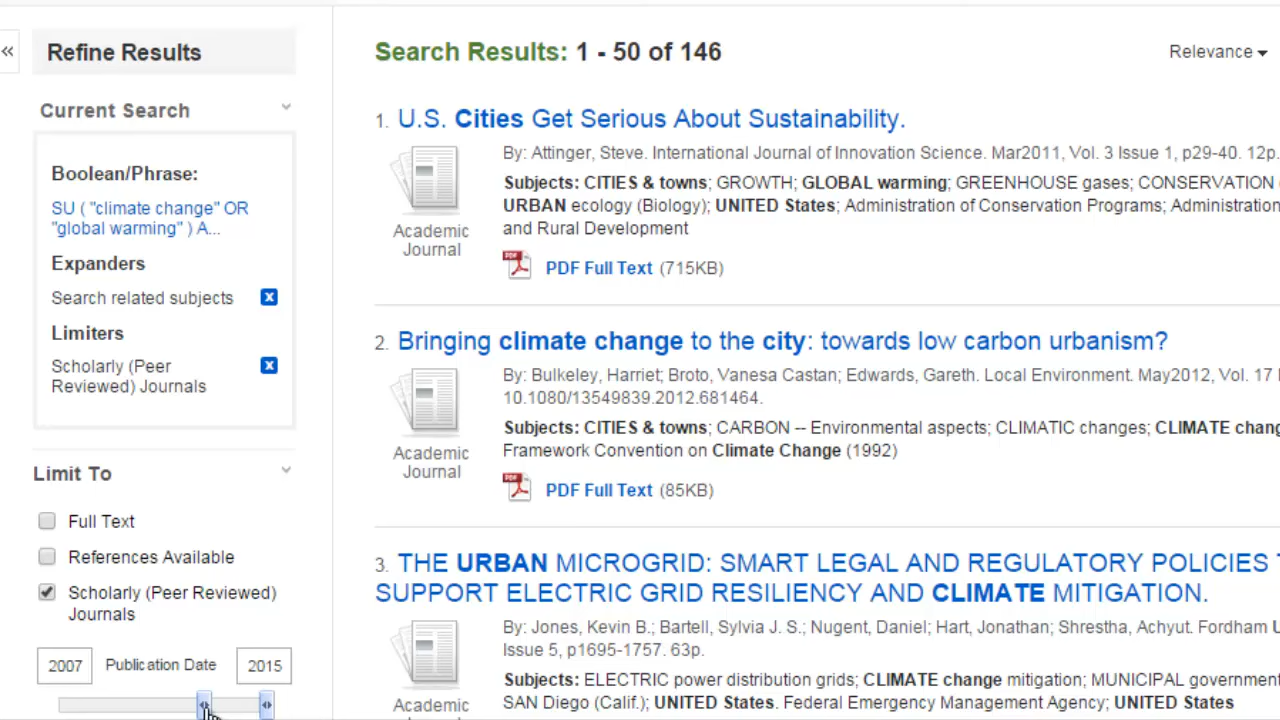 «
Refine Results
Current Search
Boolean/Phrase:
SU ( "climate change" OR
"global warming" ) A...
Expanders
Search related subjects x
Limiters
Scholarly (Peer
Reviewed) Journals x
Limit To
Full Text
References Available
Scholarly (Peer Reviewed)
Journals
2007 Publication Date 2015
Search Results: 1 - 50 of 146
Relevance
1. U.S. Cities Get Serious About Sustainability.
By: Attinger, Steve. International Journal of Innovation Science. Mar2011, Vol. 3 Issue 1, p29-40. 12p.
Subjects: CITIES & towns; GROWTH; GLOBAL warming; GREENHOUSE gases; CONSERVATION
URBAN ecology (Biology); UNITED States; Administration of Conservation Programs; Administration
and Rural Development
Academic
Journal
PDF Full Text (715KB)
2. Bringing climate change to the city: towards low carbon urbanism?
By: Bulkeley, Harriet; Broto, Vanesa Castan; Edwards, Gareth. Local Environment. May2012, Vol. 17
10.1080/13549839.2012.681464.
Subjects: CITIES & towns; CARBON -- Environmental aspects; CLIMATIC changes; CLIMATE chang
Framework Convention on Climate Change (1992)
Academic
Journal
PDF Full Text (85KB)
3. THE URBAN MICROGRID: SMART LEGAL AND REGULATORY POLICIES T
SUPPORT ELECTRIC GRID RESILIENCY AND CLIMATE MITIGATION.
By: Jones, Kevin B.; Bartell, Sylvia J. S.; Nugent, Daniel; Hart, Jonathan; Shrestha, Achyut. Fordham U
Issue 5, p1695-1757. 63p.
Subjects: ELECTRIC power distribution grids; CLIMATE change mitigation; MUNICIPAL government
SAN Diego (Calif.); UNITED States. Federal Emergency Management Agency; UNITED States
Academic